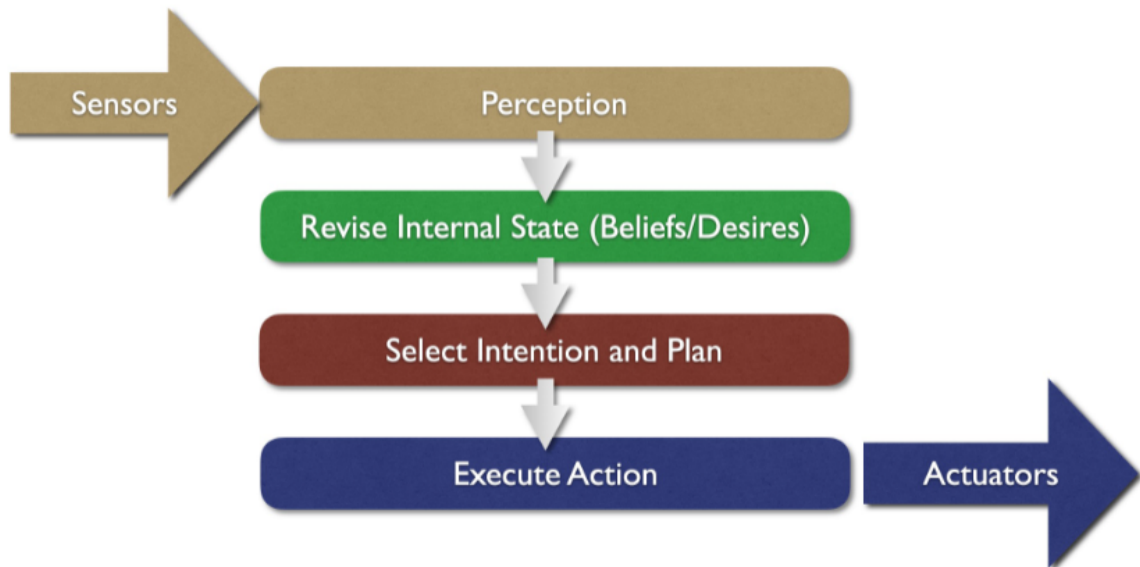 Sensors
Perception
Revise Internal State (Beliefs/Desires)
Select Intention and Plan
Execute Action
Actuators